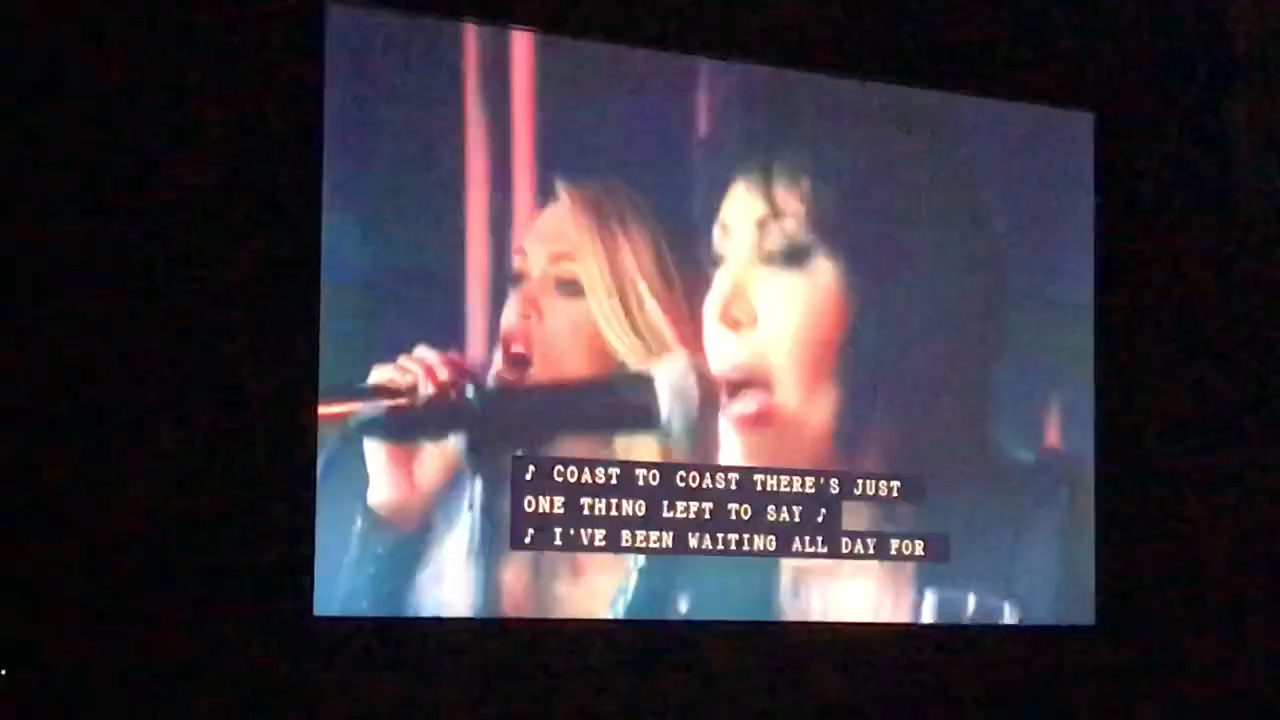 ♪ COAST TO COAST THERE'S JUST
ONE THING LEFT TO SAY ♪
♪ I'VE BEEN WAITING ALL DAY FOR